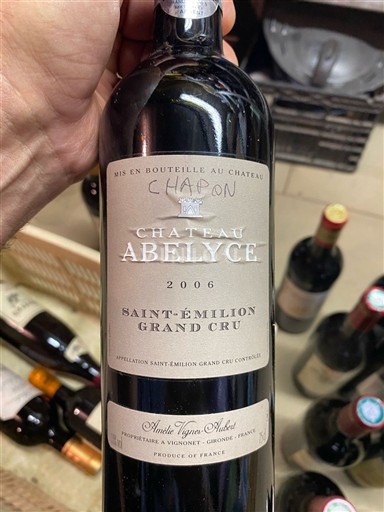 MIS EN BOUTEILLE AU CHATEAU
CHAPON
CHATEAU
ABELYCE
2006
SAINT-ÉMILION
GRAND CRU
APPELLATION SAINT-ÉMILION GRAND CRU CONTRÔLÉE
Amélie Vignes-Aubert
PROPRIÉTAIRE A VIGNONET - GIRONDE - FRANCE
PRODUCE OF FRANCE